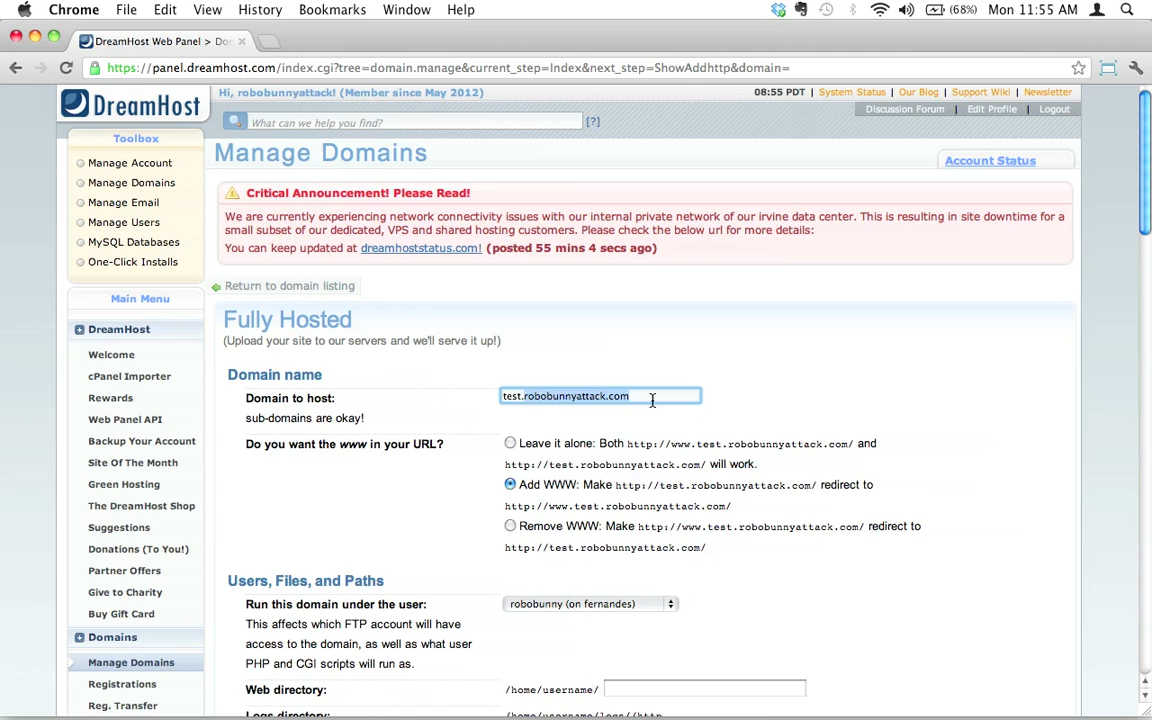 Chrome File Edit View History Bookmarks Window Help (68%) Mon 11:55 AM
DreamHost Web Panel > Dor
https://panel.dreamhost.com/index.cgi?tree=domain.manage&current_step=Index&next_step=ShowAddhttp&domain=
DreamHost
Hi, robobunnyattack! (Member since May 2012)
08:55 PDT | System Status | Our Blog | Support Wiki | Newsletter
Discussion Forum | Edit Profile | Logout
What can we help you find? [?]
Toolbox
Manage Account
Manage Domains
Manage Email
Manage Users
MySQL Databases
One-Click Installs
Main Menu
DreamHost
Welcome
cPanel Importer
Rewards
Web Panel API
Backup Your Account
Site Of The Month
Green Hosting
The DreamHost Shop
Suggestions
Donations (To You!)
Partner Offers
Give to Charity
Buy Gift Card
Domains
Manage Domains
Registrations
Reg. Transfer
Manage Domains
Account Status
Critical Announcement! Please Read!
We are currently experiencing network connectivity issues with our internal private network of our irvine data center. This is resulting in site downtime for a
small subset of our dedicated, VPS and shared hosting customers. Please check the below url for more details:
You can keep updated at dreamhoststatus.com! (posted 55 mins 4 secs ago)
Return to domain listing
Fully Hosted
(Upload your site to our servers and we'll serve it up!)
Domain name
Domain to host: test.robobunnyattack.com
sub-domains are okay!
Do you want the www in your URL?
Leave it alone: Both http://www.test.robobunnyattack.com/ and
http://test.robobunnyattack.com/ will work.
Add WWW: Make http://test.robobunnyattack.com/ redirect to
http://www.test.robobunnyattack.com/
Remove WWW: Make http://www.test.robobunnyattack.com/ redirect to
http://test.robobunnyattack.com/
Users, Files, and Paths
Run this domain under the user: robobunny (on fernandes)
This affects which FTP account will have
access to the domain, as well as what user
PHP and CGI scripts will run as.
Web directory: /home/username/
Logs directory: /home/username/logs//http